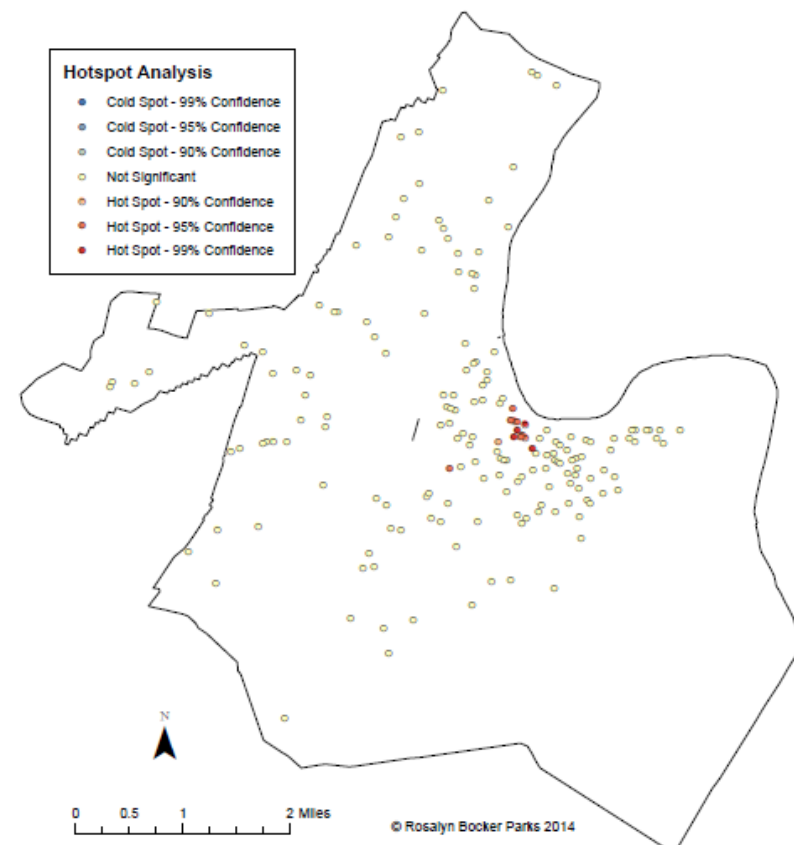 Hotspot Analysis
Cold Spot - 99% Confidence
Cold Spot - 95% Confidence
Cold Spot - 90% Confidence
Not Significant
Hot Spot - 90% Confidence
Hot Spot - 95% Confidence
Hot Spot - 99% Confidence
N
0 0.5 1 2 Miles
© Rosalyn Bocker Parks 2014